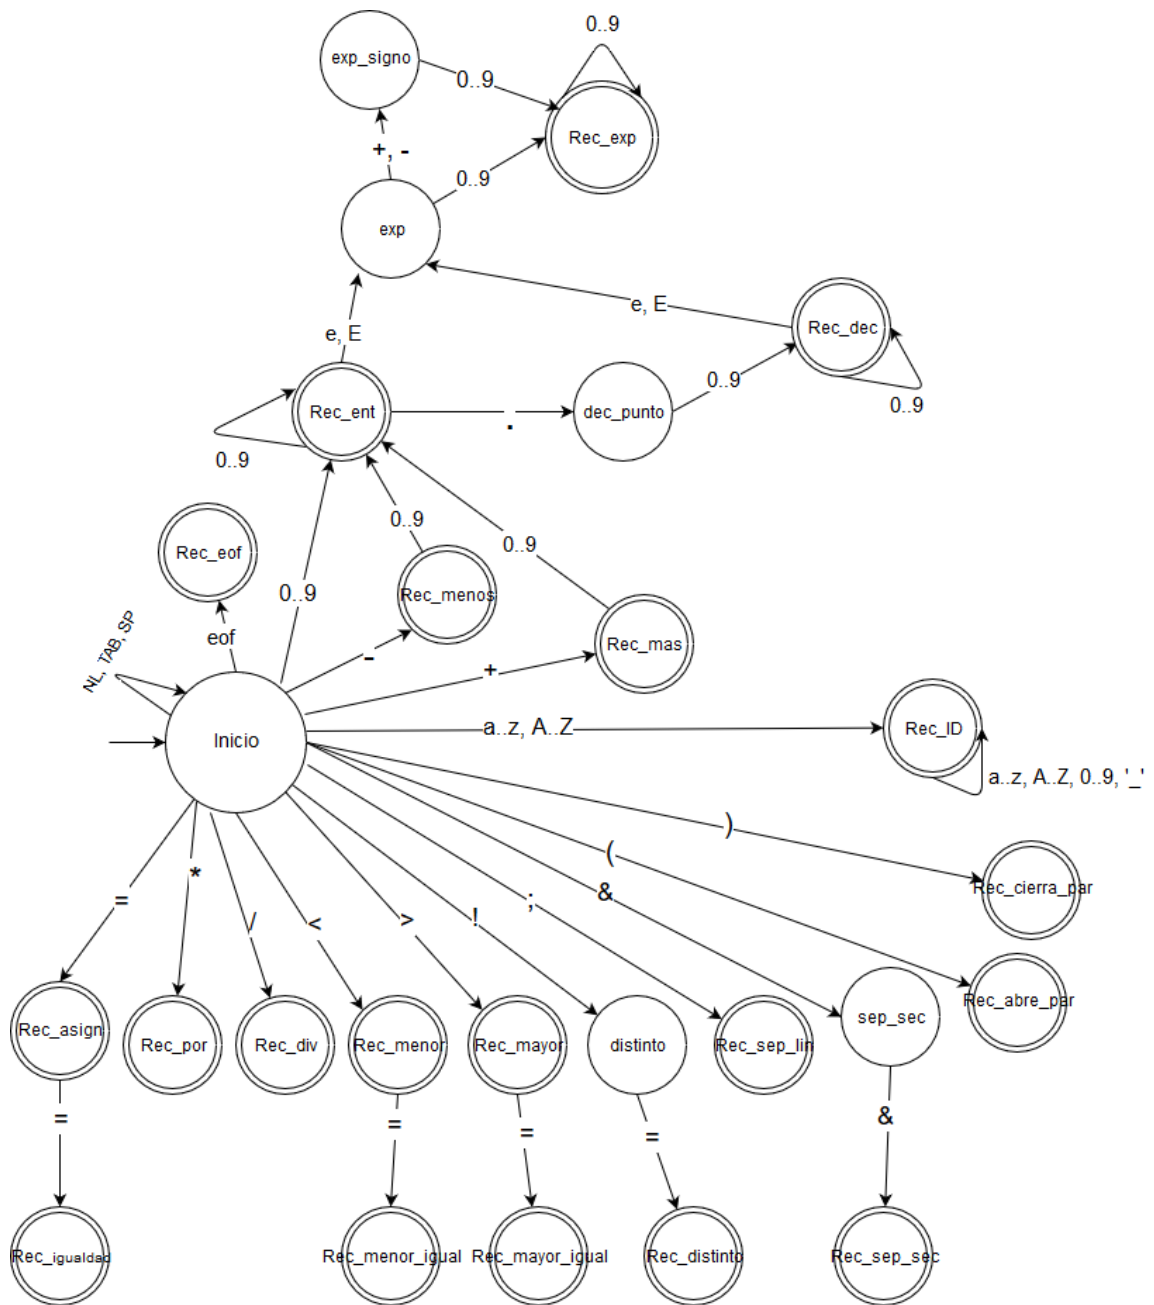 0..9
exp_signo
0..9
Rec_exp
+, -
0..9
exp
e, E
Rec_dec
e, E
0..9
Rec_ent
.
dec_punto
0..9
0..9
0..9
Rec_eof
0..9
Rec_menos
0..9
NL, TAB, SP
eof
-
+
Rec_mas
Inicio
a..z, A..Z
Rec_ID
a..z, A..Z, 0..9, '_'
)
(
*
=
/
<
>
!
;
&
Rec_cierra_par
Rec_abre_par
Rec_asign
Rec_por
Rec_div
Rec_menor
Rec_mayor
distinto
Rec_sep_lin
sep_sec
=
=
=
=
&
Rec_igualdad
Rec_menor_igual
Rec_mayor_igual
Rec_distinto
Rec_sep_sec